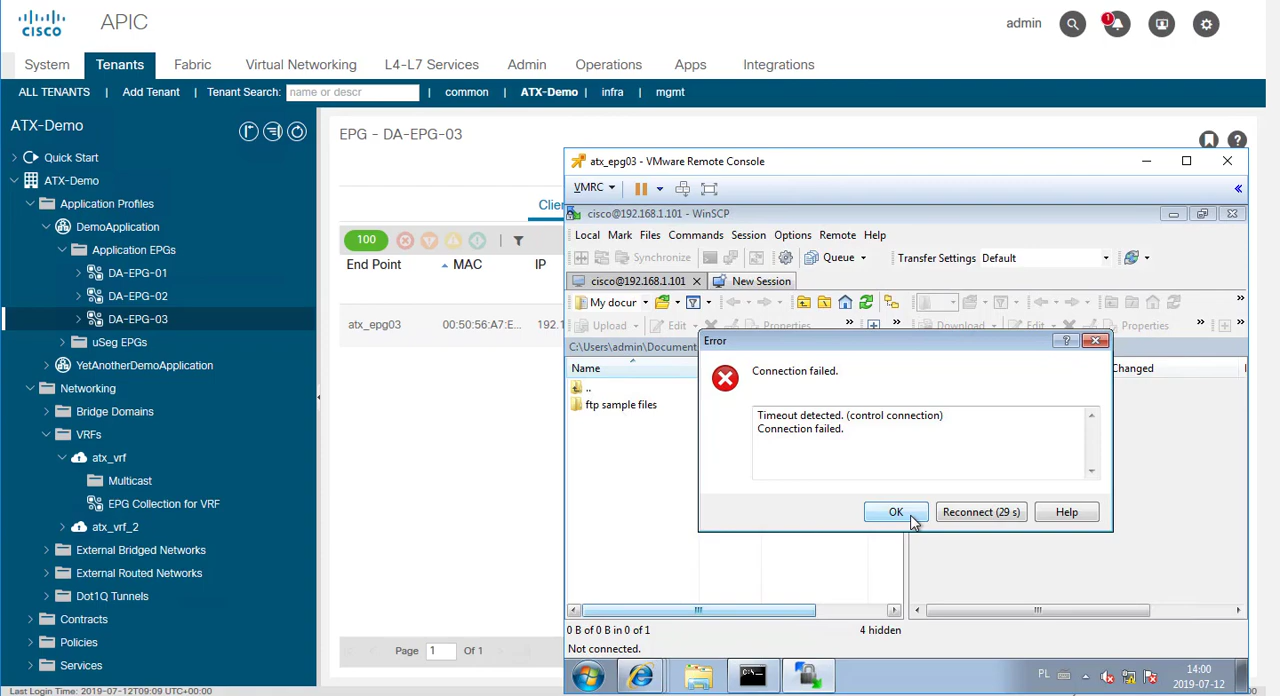 CISCO
APIC
admin
1
System Tenants Fabric Virtual Networking L4-L7 Services Admin Operations Apps Integrations
ALL TENANTS | Add Tenant | Tenant Search: name or descr | common | ATX-Demo | infra | mgmt
ATX-Demo
Quick Start
ATX-Demo
Application Profiles
DemoApplication
Application EPGs
DA-EPG-01
DA-EPG-02
DA-EPG-03
uSeg EPGs
YetAnotherDemoApplication
Networking
Bridge Domains
VRFs
atx_vrf
Multicast
EPG Collection for VRF
atx_vrf_2
External Bridged Networks
External Routed Networks
Dot1Q Tunnels
Contracts
Policies
Services
Last Login Time: 2019-07-12T09:09 UTC+00:00
EPG - DA-EPG-03
Clie
100
End Point MAC IP
atx_epg03 00:50:56:A7:E... 192.1
Page 1 Of 1
atx_epg03 - VMware Remote Console
VMRC
cisco@192.168.1.101 - WinSCP
Local Mark Files Commands Session Options Remote Help
Synchronize Queue Transfer Settings Default
cisco@192.168.1.101 New Session
My docur
Upload Edit Properties Download Edit Properties
C:\Users\admin\Document
Name Changed
..
ftp sample files
Error
Connection failed.
Timeout detected. (control connection)
Connection failed.
OK Reconnect (29 s) Help
0 B of 0 B in 0 of 1 4 hidden
Not connected.
PL 14:00
2019-07-12